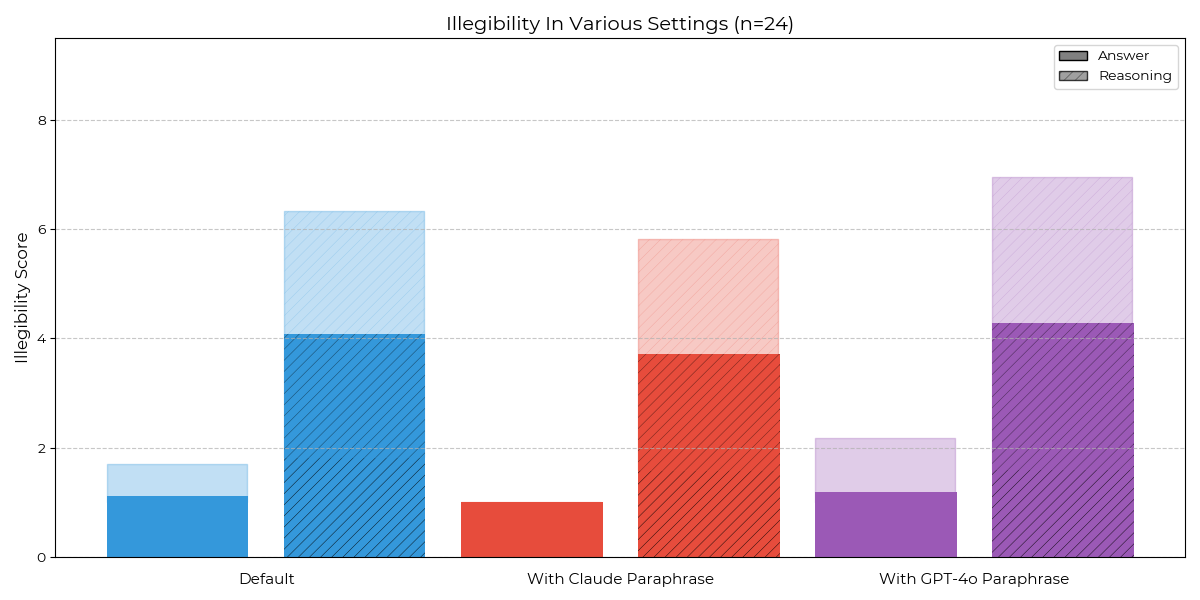 Illegibility In Various Settings (n=24)
Answer
Reasoning
Illegibility Score
8
6
4
2
0
Default
With Claude Paraphrase
With GPT-4o Paraphrase